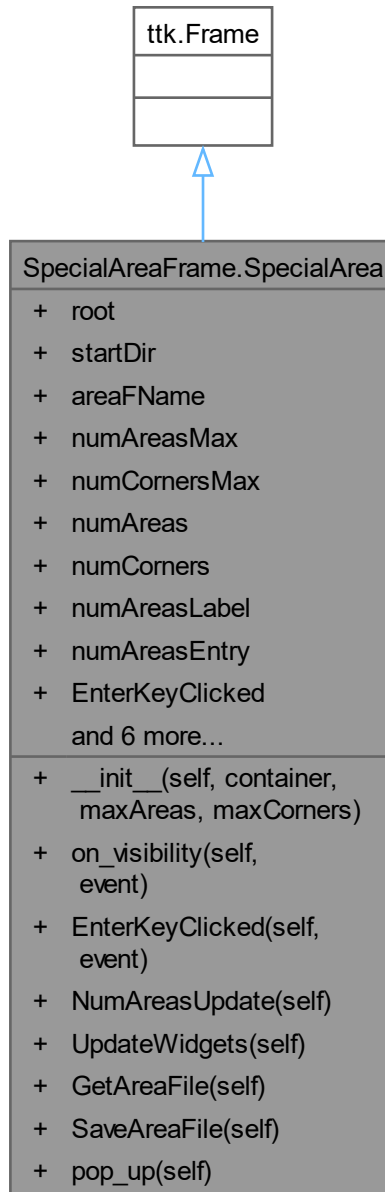 ttk.Frame
SpecialAreaFrame.SpecialArea
+ root
+ startDir
+ areaFName
+ numAreasMax
+ numCornersMax
+ numAreas
+ numCorners
+ numAreasLabel
+ numAreasEntry
+ EnterKeyClicked
and 6 more...
+ __init__(self, container,
maxAreas, maxCorners)
+ on_visibility(self,
event)
+ EnterKeyClicked(self,
event)
+ NumAreasUpdate(self)
+ UpdateWidgets(self)
+ GetAreaFile(self)
+ SaveAreaFile(self)
+ pop_up(self)